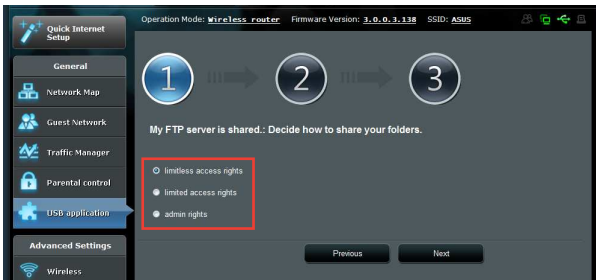 Quick Internet
Setup
Operation Mode: Wireless router Firmware Version: 3.0.0.3.138 SSID: ASUS
General
Network Map
Guest Network
Traffic Manager
Parental control
USB application
Advanced Settings
Wireless
1 2 3
My FTP server is shared.: Decide how to share your folders.
limitless access rights
limited access rights
admin rights
Previous Next